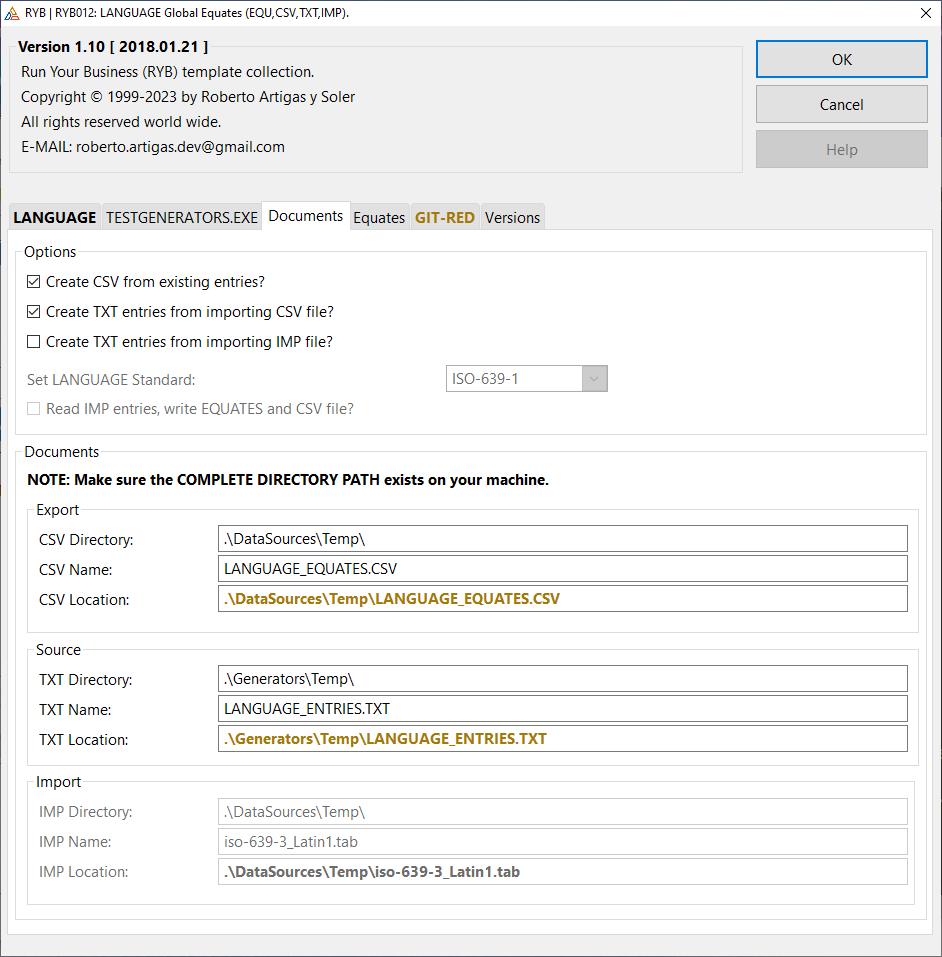 RYB | RYB012: LANGUAGE Global Equates (EQU,CSV,TXT,IMP).
Version 1.10 [ 2018.01.21 ]
Run Your Business (RYB) template collection.
Copyright © 1999-2023 by Roberto Artigas y Soler
All rights reserved world wide.
E-MAIL: roberto.artigas.dev@gmail.com
OK
Cancel
Help
LANGUAGE TESTGENERATORS.EXE Documents Equates GIT-RED Versions
Options
Create CSV from existing entries?
Create TXT entries from importing CSV file?
Create TXT entries from importing IMP file?
Set LANGUAGE Standard: ISO-639-1
Read IMP entries, write EQUATES and CSV file?
Documents
NOTE: Make sure the COMPLETE DIRECTORY PATH exists on your machine.
Export
CSV Directory: .\DataSources\Temp\
CSV Name: LANGUAGE_EQUATES.CSV
CSV Location: .\DataSources\Temp\LANGUAGE_EQUATES.CSV
Source
TXT Directory: .\Generators\Temp\
TXT Name: LANGUAGE_ENTRIES.TXT
TXT Location: .\Generators\Temp\LANGUAGE_ENTRIES.TXT
Import
IMP Directory: .\DataSources\Temp\
IMP Name: iso-639-3_Latin1.tab
IMP Location: .\DataSources\Temp\iso-639-3_Latin1.tab